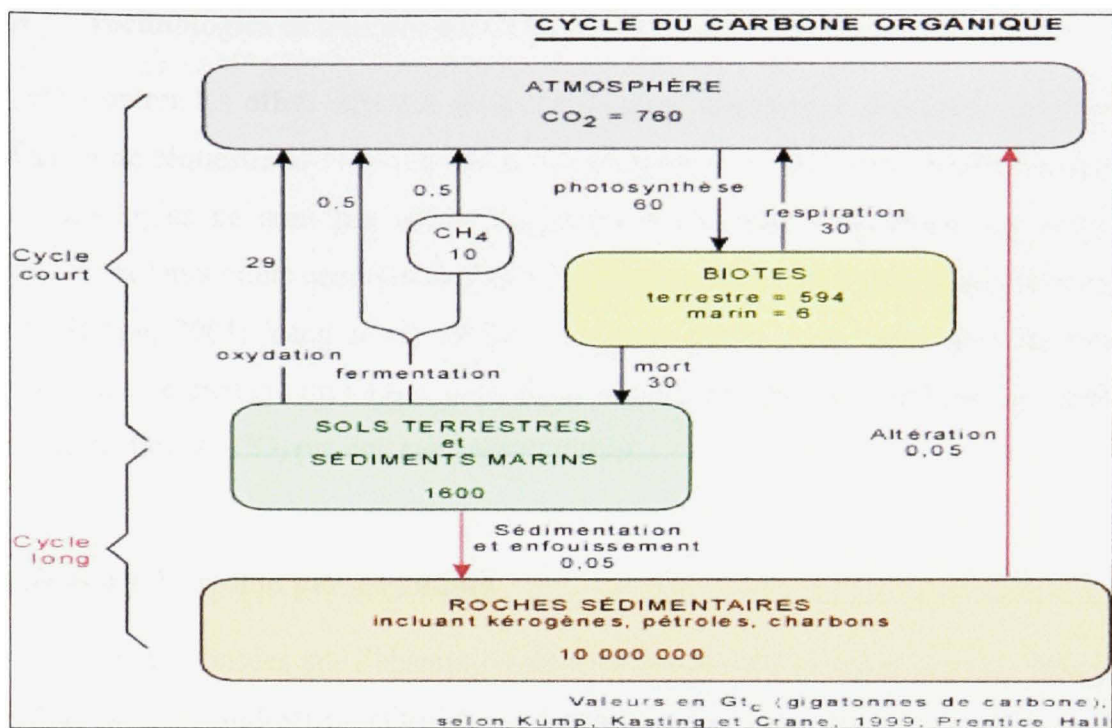 CYCLE DU CARBONE ORGANIQUE
ATMOSPHÈRE
CO₂ = 760
0,5
0,5
CH₄
10
photosynthèse
60
respiration
30
Cycle
court
29
BIOTES
terrestre = 594
marin = 6
oxydation
fermentation
mort
30
SOLS TERRESTRES
et
SÉDIMENTS MARINS
1600
Altération
0,05
Cycle
long
Sédimentation
et enfouissement
0,05
ROCHES SÉDIMENTAIRES
incluant kérogènes, pétroles, charbons
10 000 000
Valeurs en Gt_C (gigatonnes de carbone),
selon Kump, Kasting et Crane, 1999, Prentice Hall